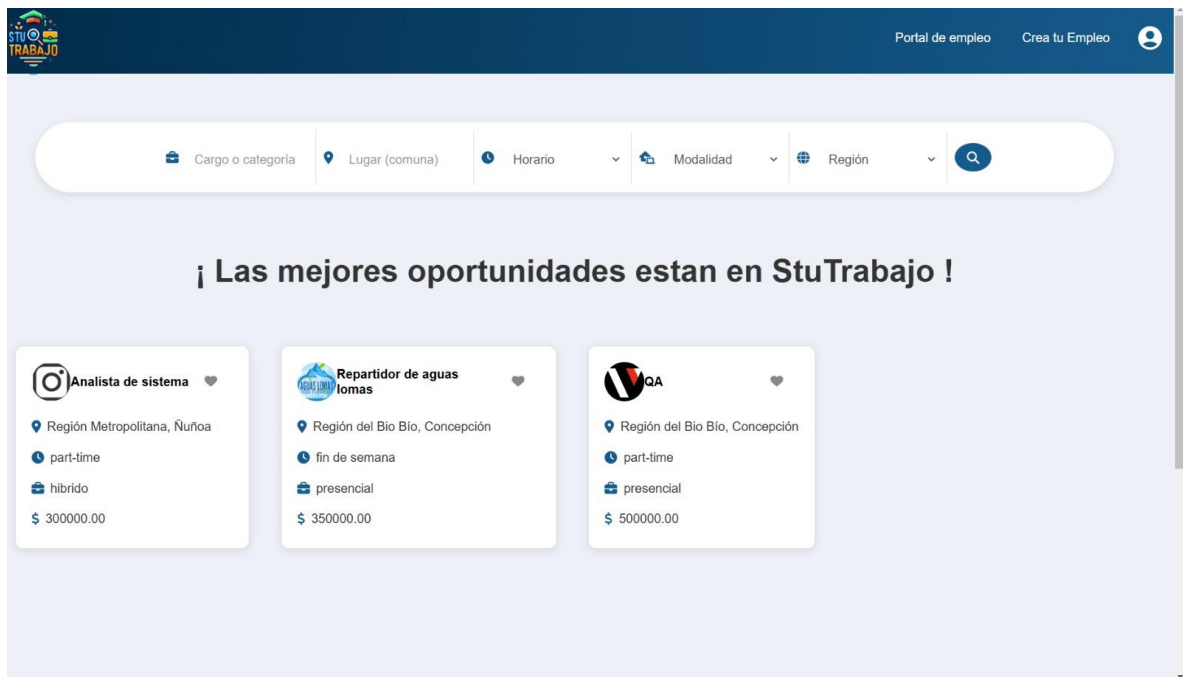 STU
TRABAJO
Portal de empleo
Crea tu Empleo
Cargo o categoría
Lugar (comuna)
Horario
Modalidad
Región
¡ Las mejores oportunidades estan en StuTrabajo !
Analista de sistema
Región Metropolitana, Ñuñoa
part-time
hibrido
$ 300000.00
AGUAS LOMAS
Repartidor de aguas
lomas
Región del Bio Bío, Concepción
fin de semana
presencial
$ 350000.00
QA
Región del Bio Bío, Concepción
part-time
presencial
$ 500000.00